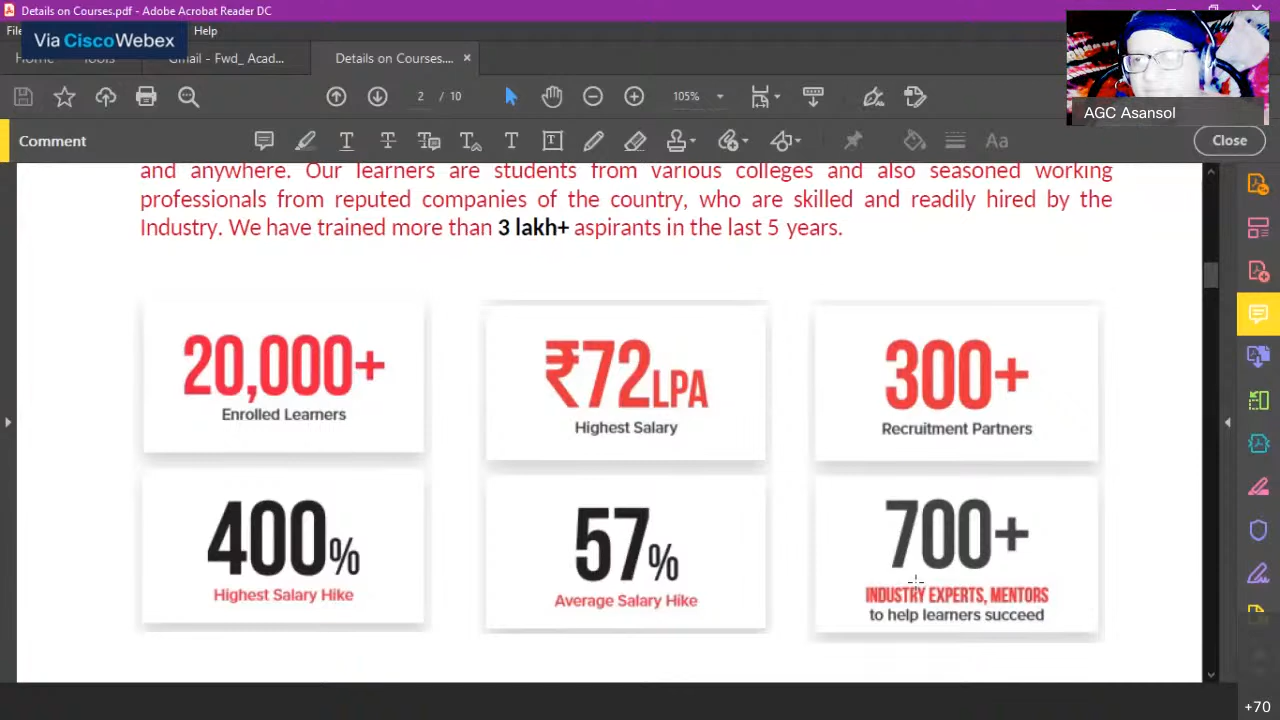 Details on Courses.pdf - Adobe Acrobat Reader DC
Via CiscoWebex
Help
Tools
Gmail - Fwd_ Acad...
Details on Courses.... ×
2 / 10
105%
AGC Asansol
Comment
Close
and anywhere. Our learners are students from various colleges and also seasoned working
professionals from reputed companies of the country, who are skilled and readily hired by the
Industry. We have trained more than 3 lakh+ aspirants in the last 5 years.
20,000+
Enrolled Learners
₹72LPA
Highest Salary
300+
Recruitment Partners
400%
Highest Salary Hike
57%
Average Salary Hike
700+
INDUSTRY EXPERTS, MENTORS
to help learners succeed
+70